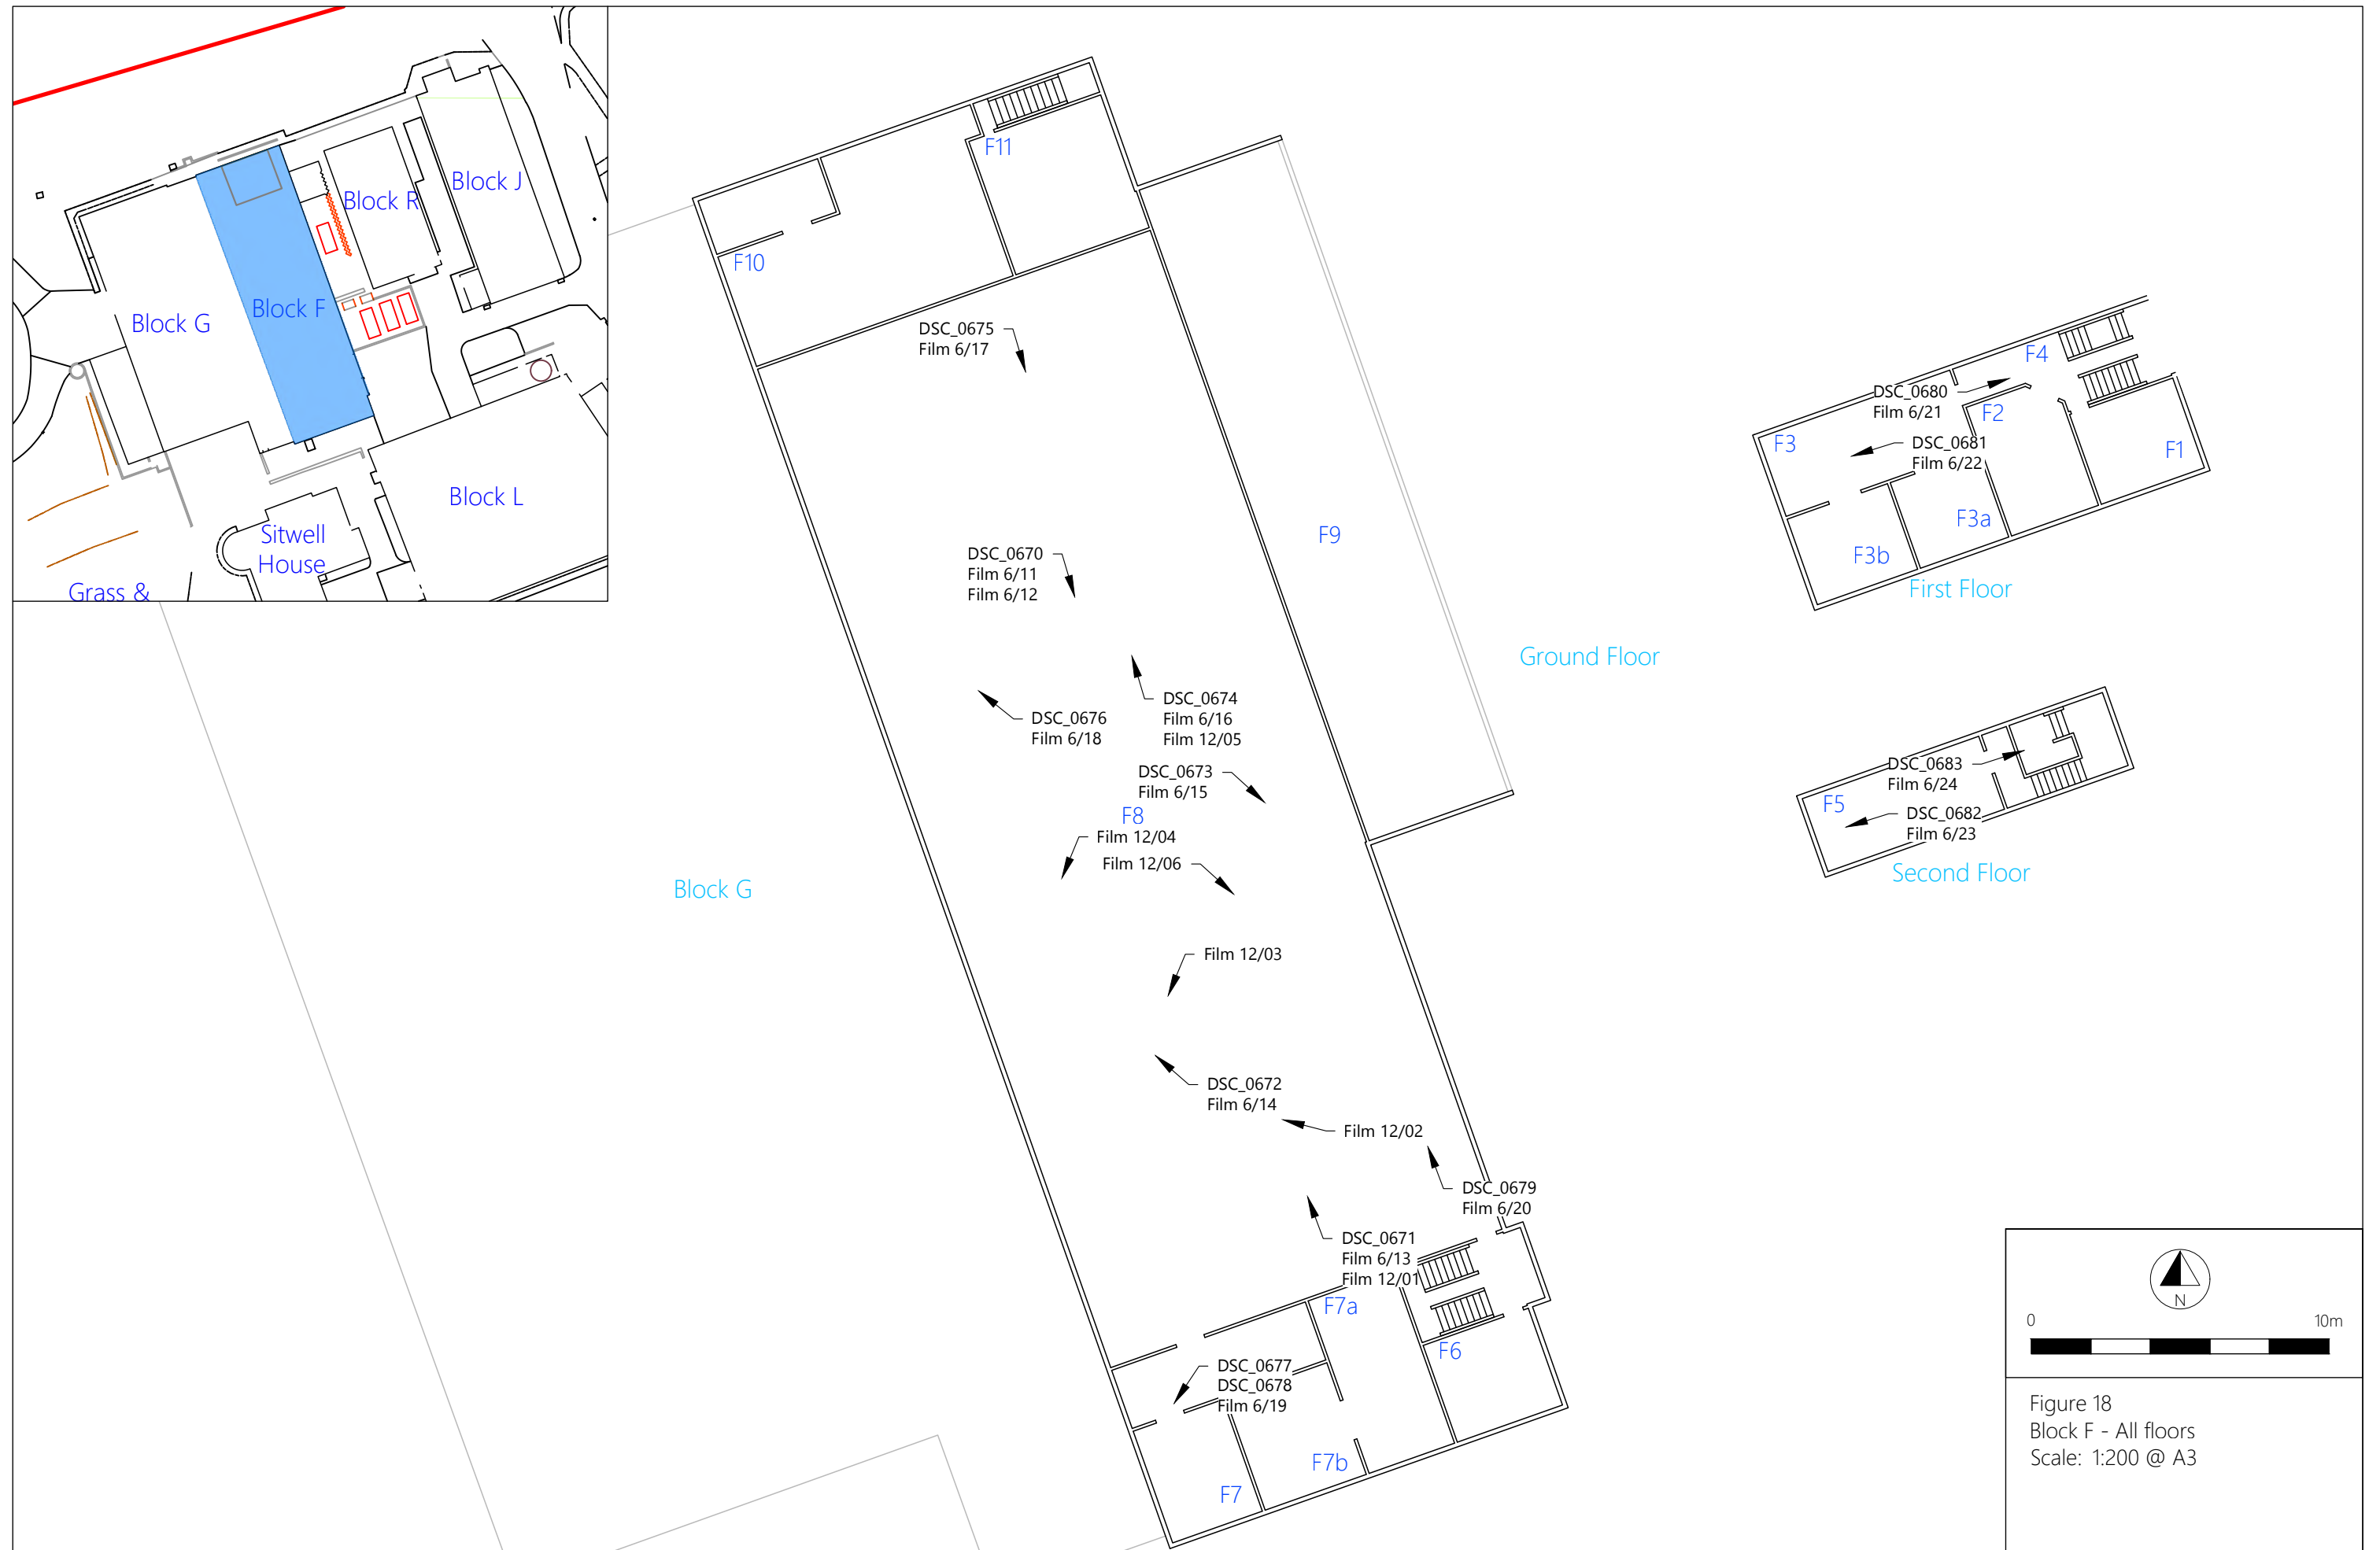 Block J
Block R
Block F
Block G
Block L
Sitwell
House
Grass &
F11
F10
DSC_0675
Film 6/17
F9
DSC_0670
Film 6/11
Film 6/12
DSC_0674
Film 6/16
Film 12/05
DSC_0676
Film 6/18
DSC_0673
Film 6/15
F8
Film 12/04
Film 12/06
Block G
Film 12/03
DSC_0672
Film 6/14
Film 12/02
DSC_0679
Film 6/20
DSC_0671
Film 6/13
Film 12/01
F7a
F6
DSC_0677
DSC_0678
Film 6/19
F7b
F7
Ground Floor
F4
DSC_0680
Film 6/21
F2
F3
DSC_0681
Film 6/22
F1
F3a
F3b
First Floor
DSC_0683
Film 6/24
F5
DSC_0682
Film 6/23
Second Floor
N
0 10m
Figure 18
Block F - All floors
Scale: 1:200 @ A3